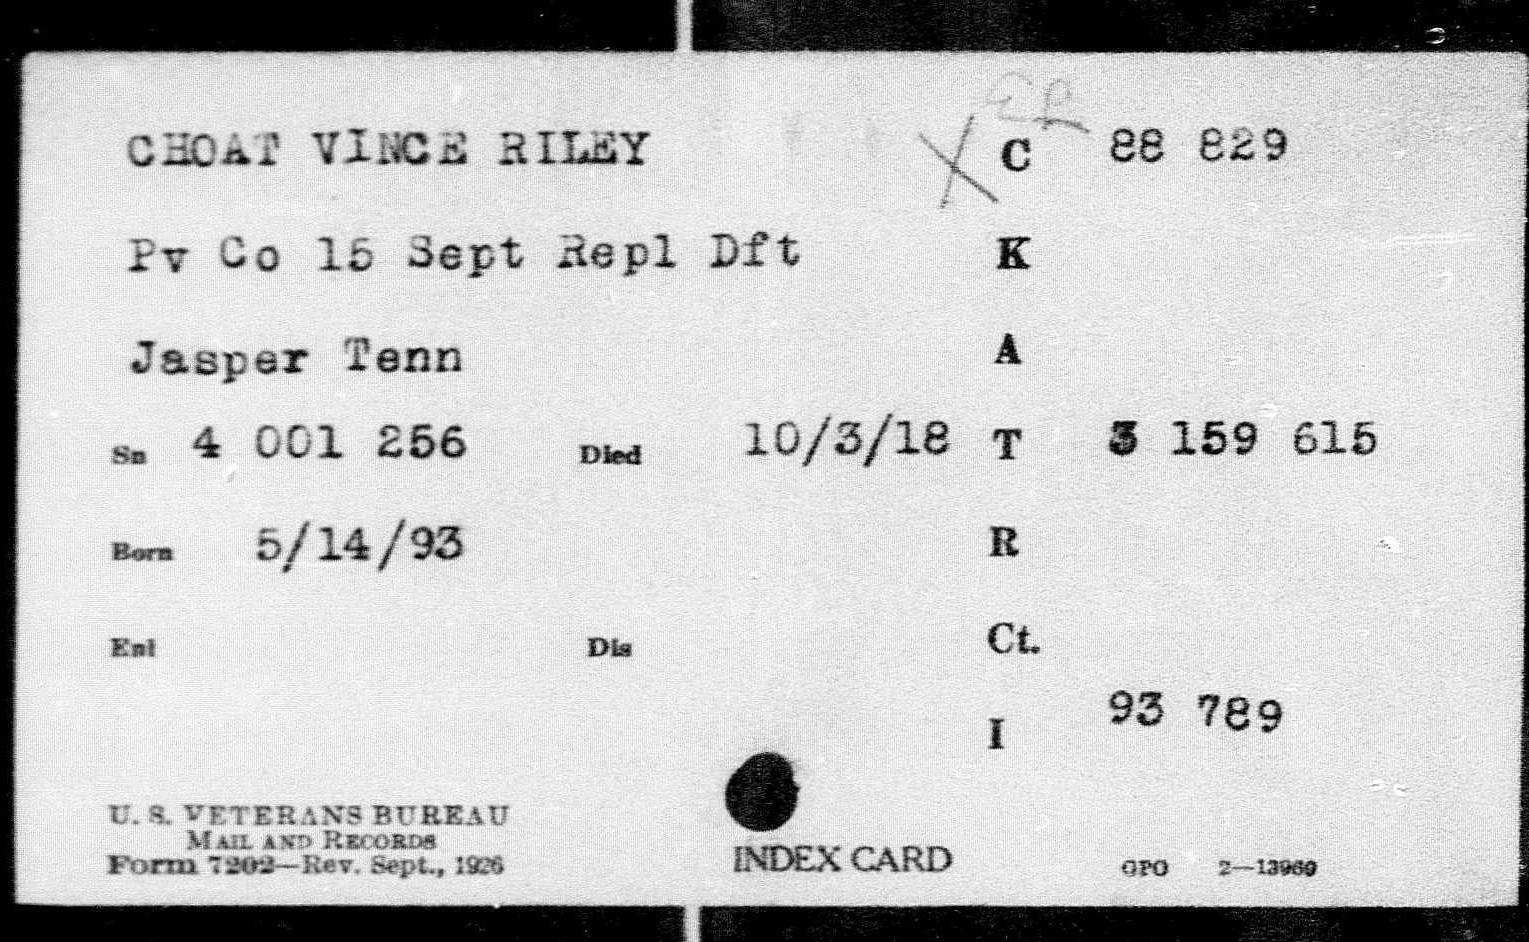 CHOAT VINCE RILEY C 88 829
Pv Co 15 Sept Repl Dft K
Jasper Tenn A
Sn 4 001 256 Died 10/3/18 T 3 159 615
Born 5/14/93 R
Enl Dis Ct.
I 93 789
U. S. VETERANS BUREAU
MAIL AND RECORDS
Form 7202—Rev. Sept., 1926
INDEX CARD
GPO 2—13969